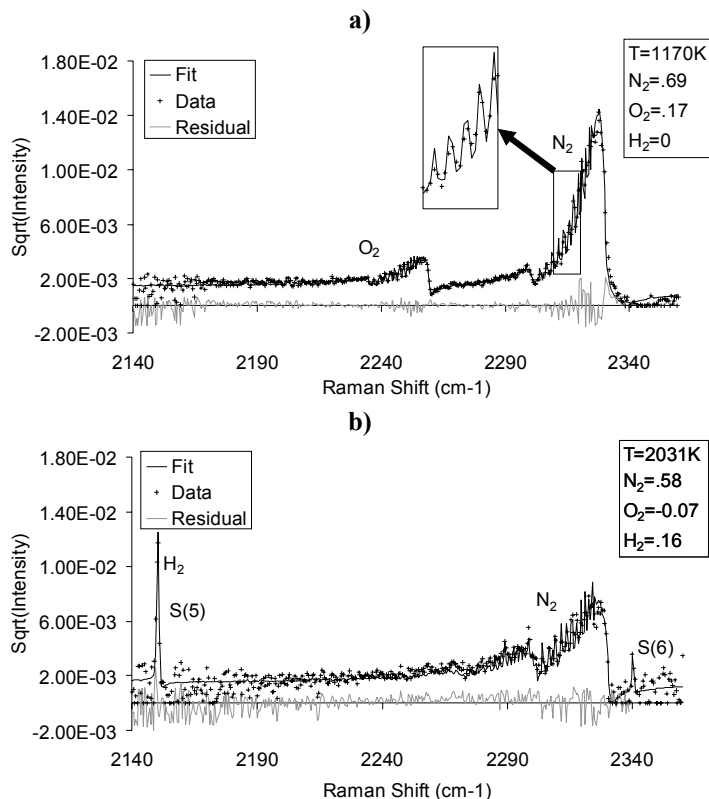 a)
1.80E-02
1.40E-02
1.00E-02
6.00E-03
2.00E-03
-2.00E-03
Sqrt(Intensity)
Fit
Data
Residual
O₂
N₂
T=1170K
N₂=.69
O₂=.17
H₂=0
2140 2190 2240 2290 2340
Raman Shift (cm-1)
b)
1.80E-02
1.40E-02
1.00E-02
6.00E-03
2.00E-03
-2.00E-03
Sqrt(Intensity)
Fit
Data
Residual
H₂
S(5)
N₂
S(6)
T=2031K
N₂=.58
O₂=-0.07
H₂=.16
2140 2190 2240 2290 2340
Raman Shift (cm-1)